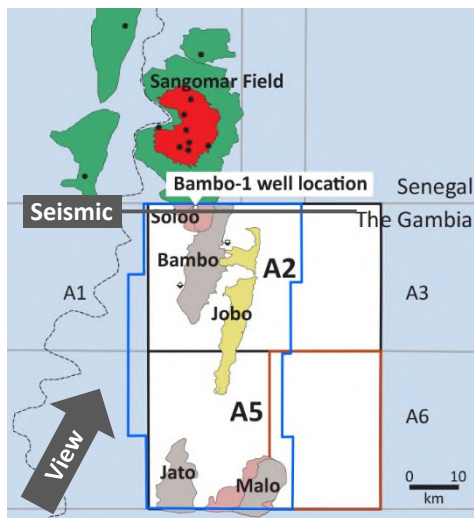 Sangomar Field
Bambo-1 well location
Senegal
Seismic
The Gambia
Soloo
Bambo
A2
A1
A3
Jobo
A5
A6
View
Jato
Malo
0 10
km